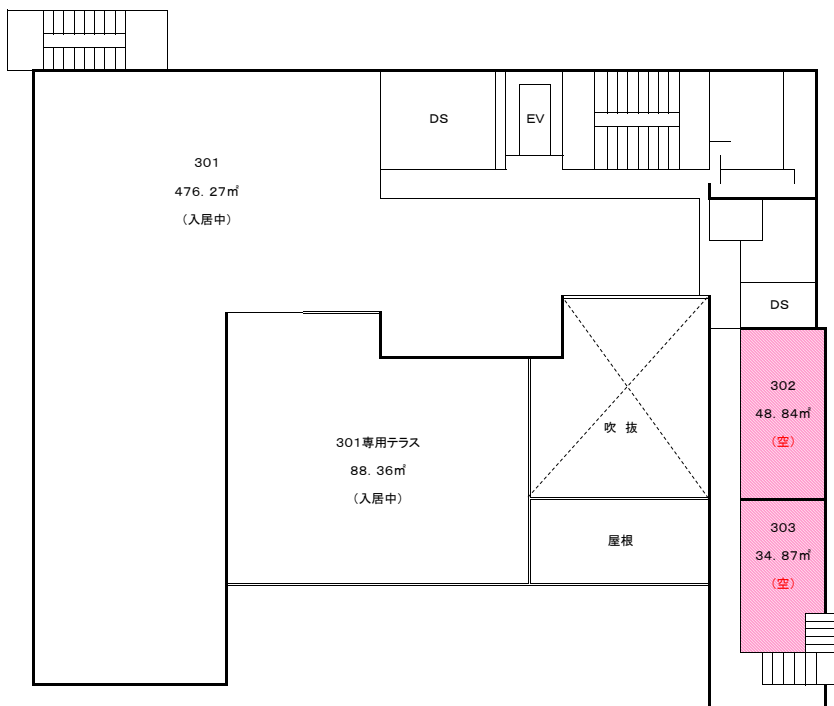 DS
EV
301
476.27㎡
（入居中）
DS
302
48.84㎡
（空）
吹 抜
301専用テラス
88.36㎡
（入居中）
303
34.87㎡
（空）
屋根